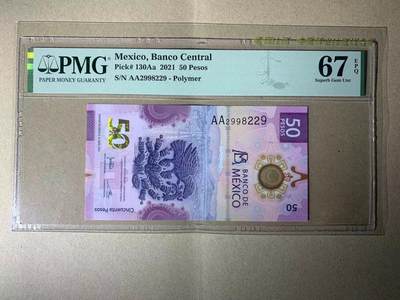 PMG
PAPER MONEY GUARANTY
Mexico, Banco Central
Pick# 130Aa 2021 50 Pesos
S/N AA2998229 - Polymer
67 EPQ
Superb Gem Unc
50
AA2998229
50 PESOS
BANCO DE
MÉXICO
Cincuenta Pesos
50